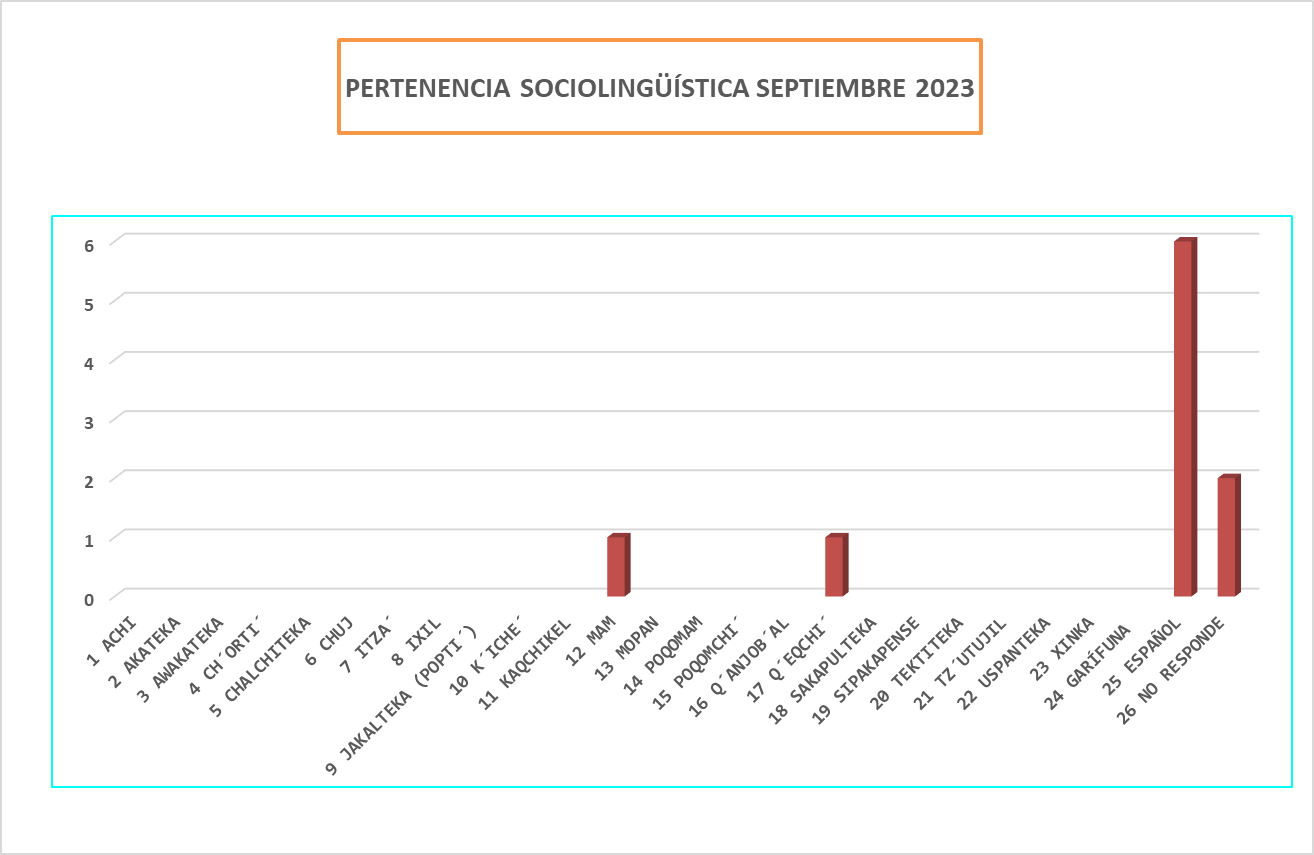 PERTENENCIA SOCIOLINGÜÍSTICA SEPTIEMBRE 2023
6
5
4
3
2
1
0
1 ACHI
2 AKATEKA
3 AWAKATEKA
4 CH´ORTI´
5 CHALCHITEKA
6 CHUJ
7 ITZA´
8 IXIL
9 JAKALTEKA (POPTI´)
10 K´ICHE´
11 KAQCHIKEL
12 MAM
13 MOPAN
14 POQOMAM
15 POQOMCHI´
16 Q´ANJOB´AL
17 Q´EQCHI´
18 SAKAPULTEKA
19 SIPAKAPENSE
20 TEKTITEKA
21 TZ´UTUJIL
22 USPANTEKA
23 XINKA
24 GARÍFUNA
25 ESPAÑOL
26 NO RESPONDE